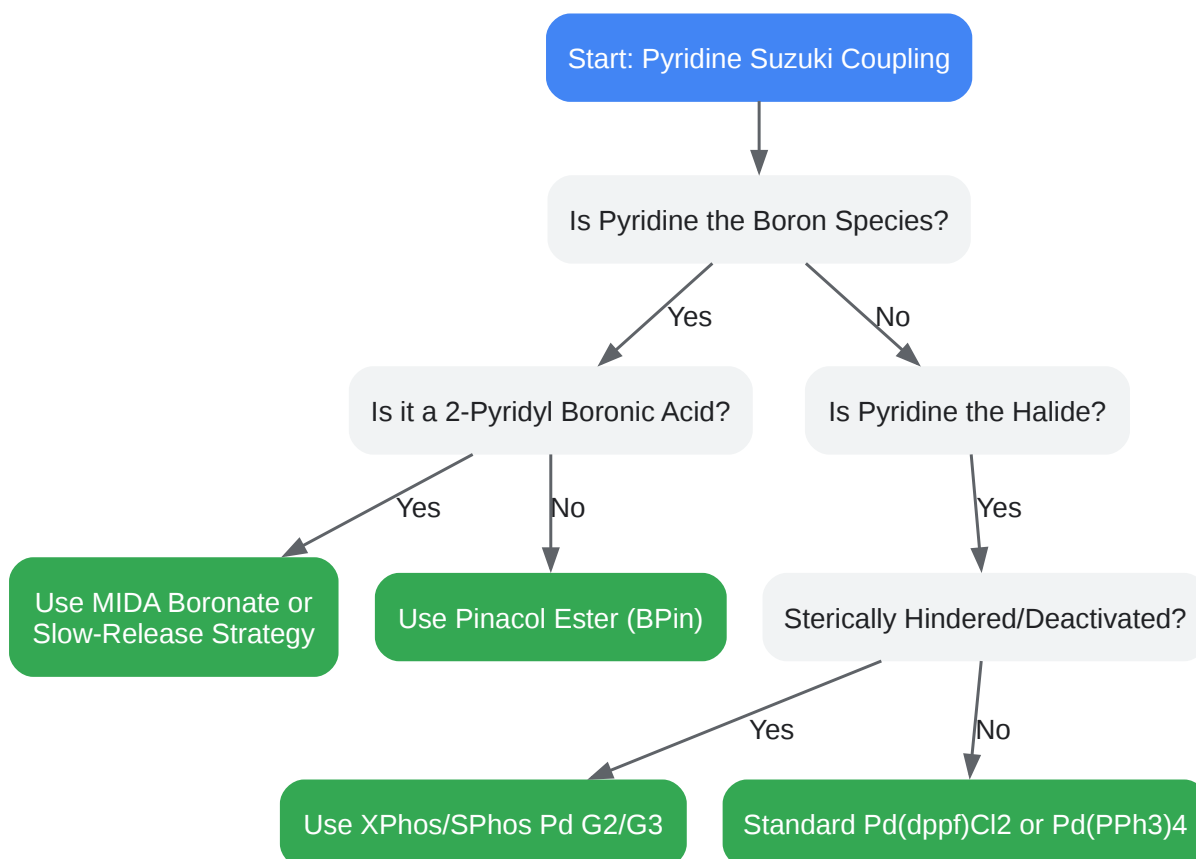 Start: Pyridine Suzuki Coupling
Is Pyridine the Boron Species?
Yes
No
Is it a 2-Pyridyl Boronic Acid?
Is Pyridine the Halide?
Yes
No
Yes
Use MIDA Boronate or
Slow-Release Strategy
Use Pinacol Ester (BPin)
Sterically Hindered/Deactivated?
Yes
No
Use XPhos/SPhos Pd G2/G3
Standard Pd(dppf)Cl2 or Pd(PPh3)4